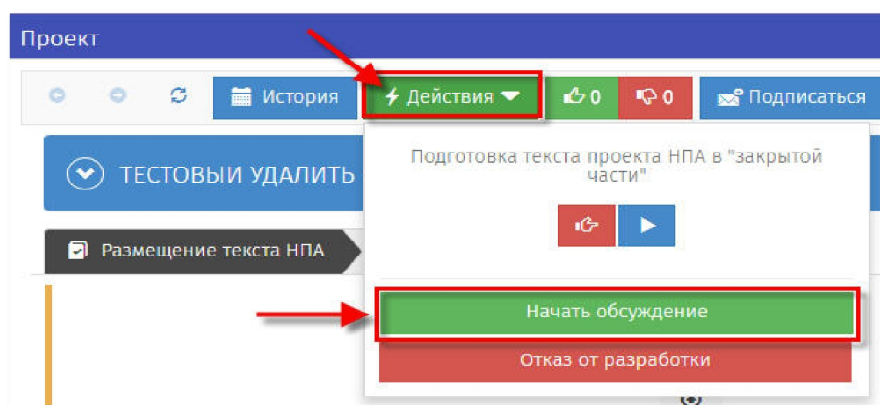 Проект
История
Действия
0
0
Подписаться
ТЕСТОВЫЙ УДАЛИТЬ
Подготовка текста проекта НПА в "закрытой
части"
Размещение текста НПА
Начать обсуждение
Отказ от разработки